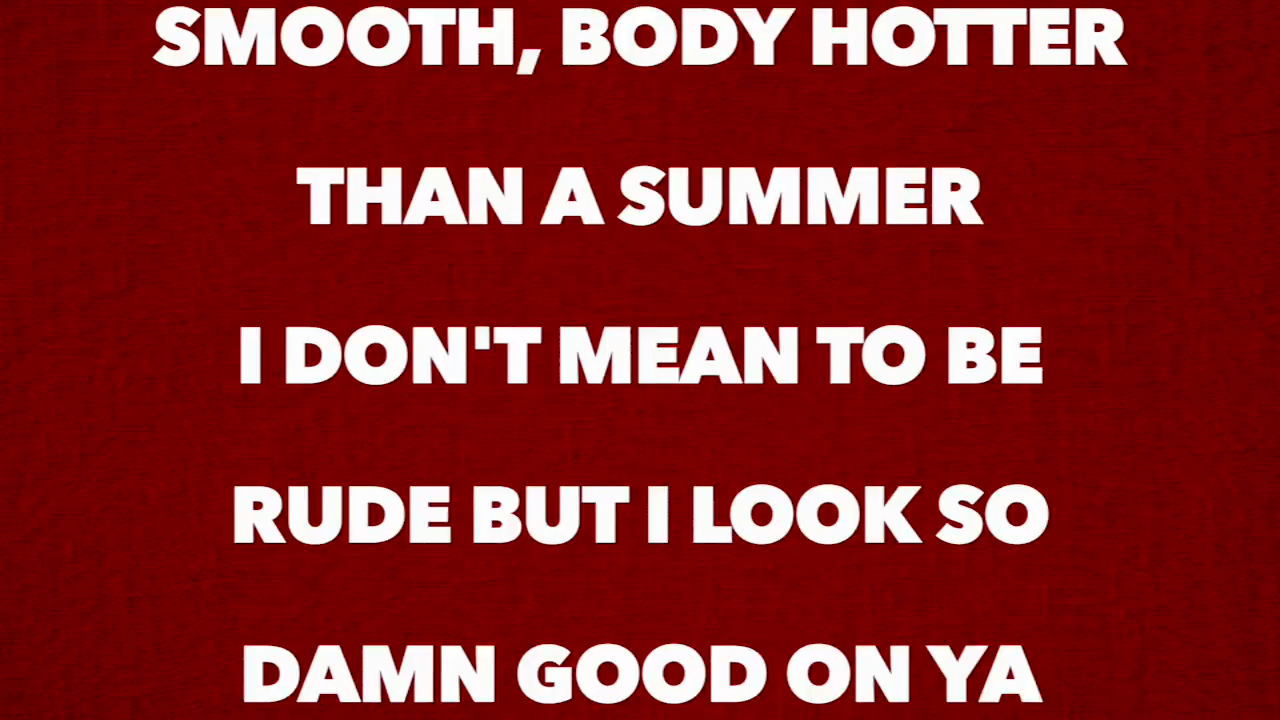 SMOOTH, BODY HOTTER
THAN A SUMMER
I DON'T MEAN TO BE
RUDE BUT I LOOK SO
DAMN GOOD ON YA